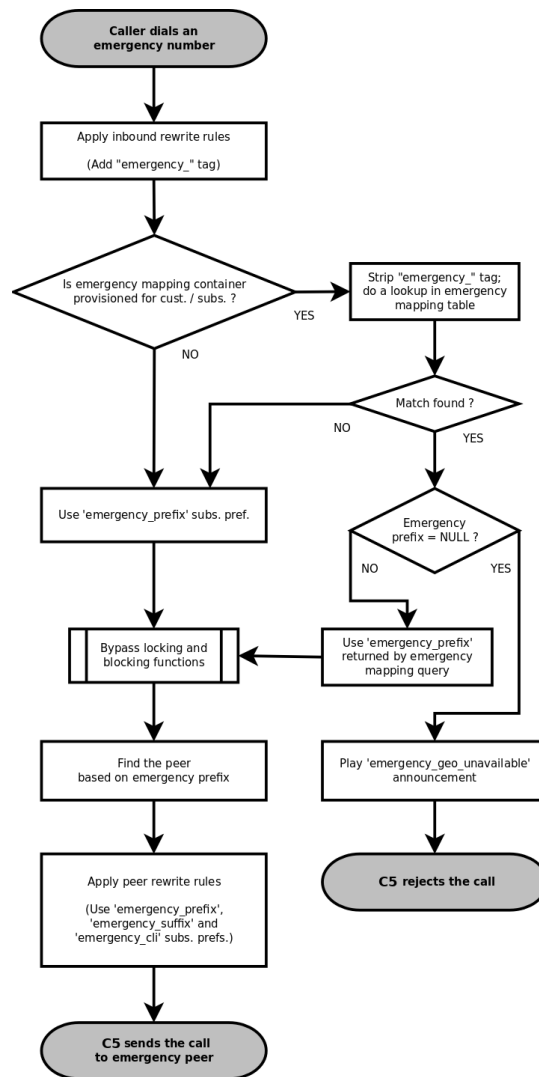 Caller dials an
emergency number
Apply inbound rewrite rules
(Add "emergency_" tag)
Is emergency mapping container
provisioned for cust. / subs. ?
YES
NO
Strip "emergency_" tag;
do a lookup in emergency
mapping table
Match found ?
NO
YES
Use 'emergency_prefix' subs. pref.
Emergency
prefix = NULL ?
NO
YES
Bypass locking and
blocking functions
Use 'emergency_prefix'
returned by emergency
mapping query
Find the peer
based on emergency prefix
Play 'emergency_geo_unavailable'
announcement
Apply peer rewrite rules
(Use 'emergency_prefix',
'emergency_suffix' and
'emergency_cli' subs. prefs.)
C5 rejects the call
C5 sends the call
to emergency peer